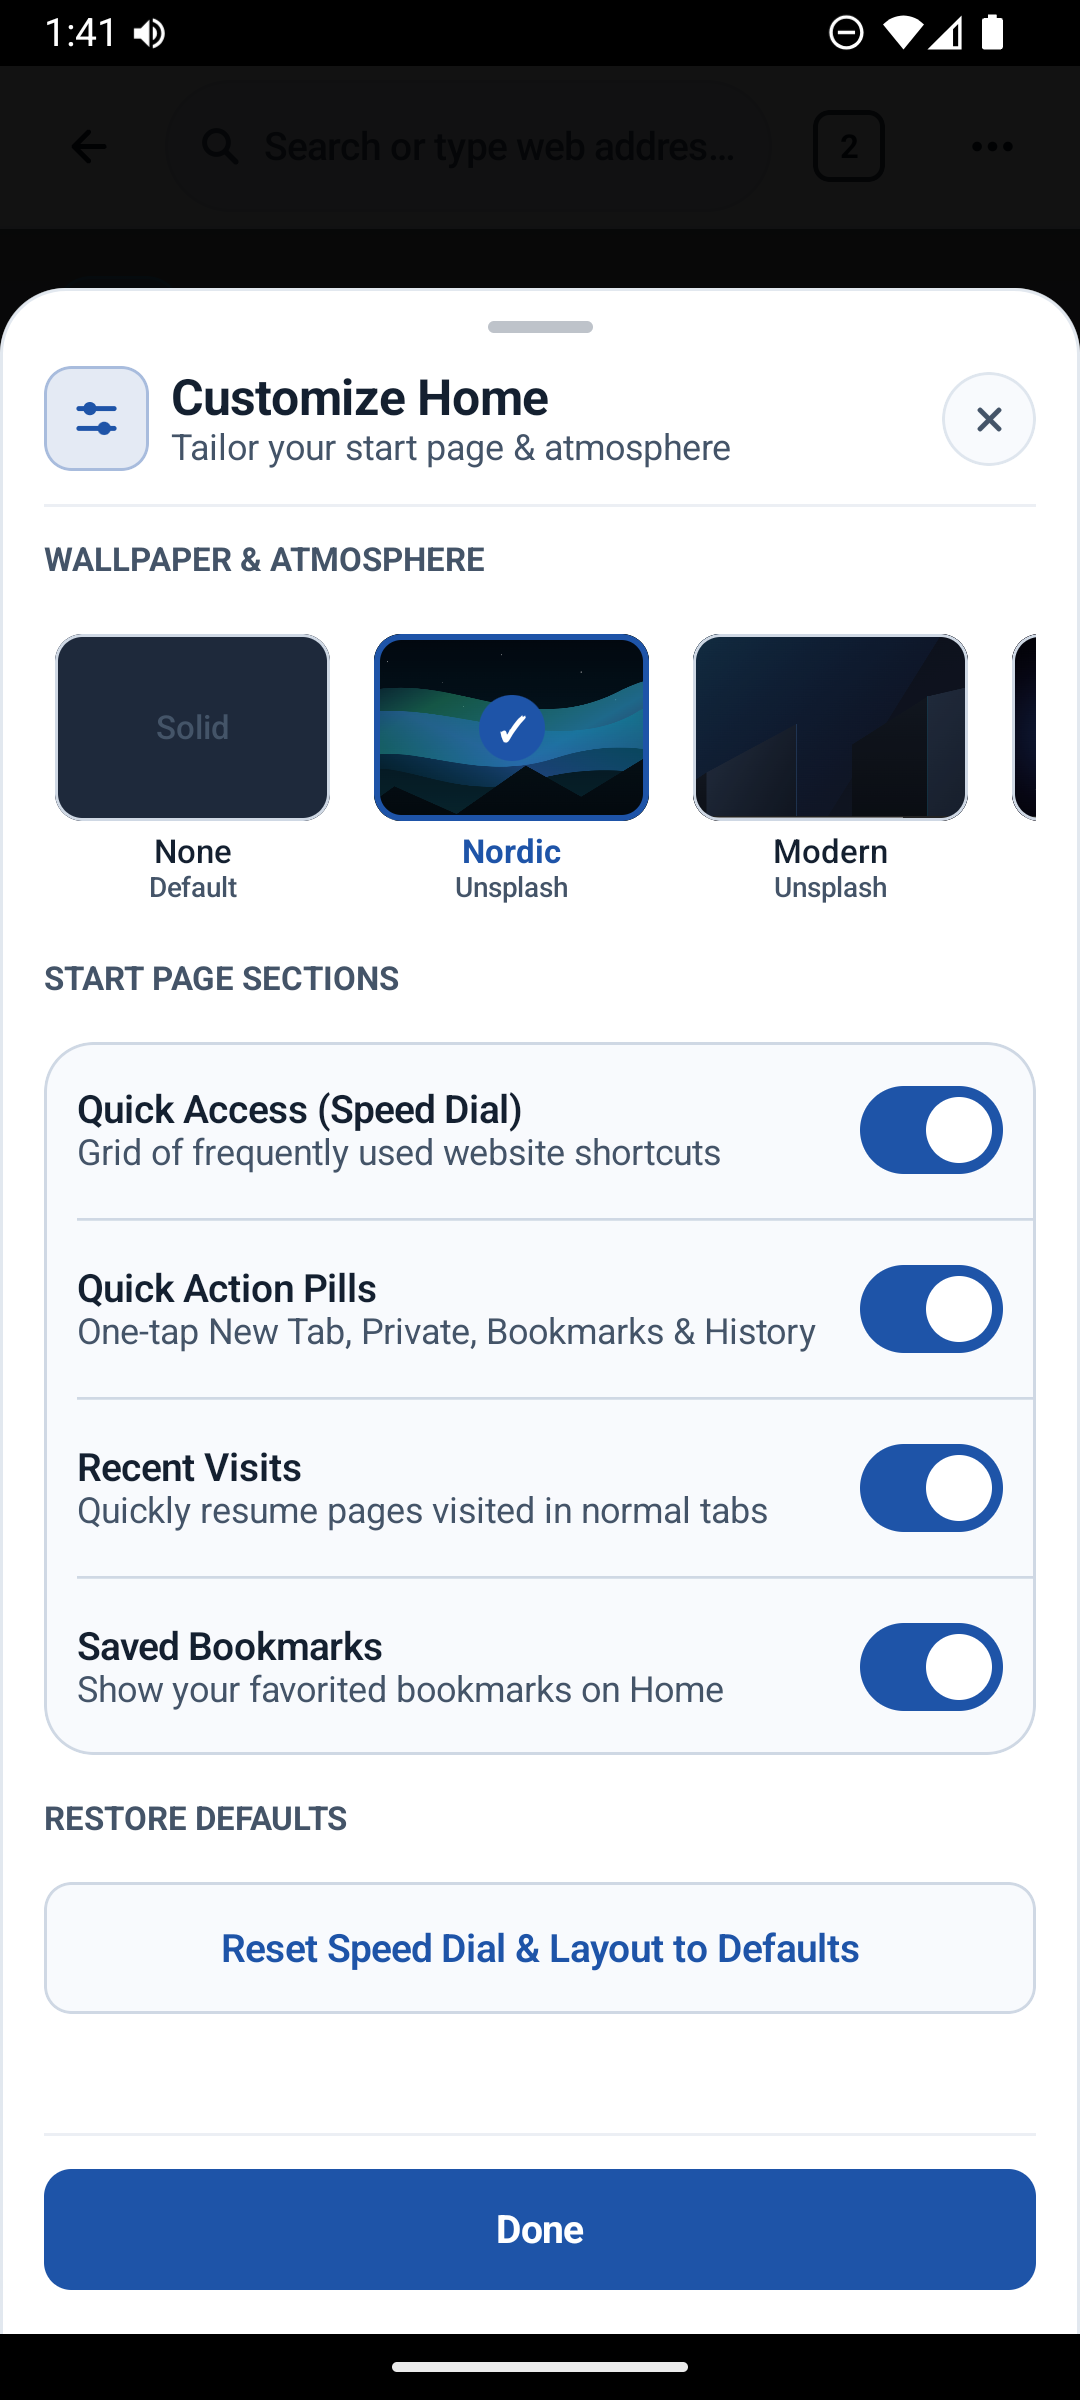 1:41
Search or type web addres...
2
Customize Home
Tailor your start page & atmosphere
WALLPAPER & ATMOSPHERE
Solid
None
Default
Nordic
Unsplash
Modern
Unsplash
START PAGE SECTIONS
Quick Access (Speed Dial)
Grid of frequently used website shortcuts
Quick Action Pills
One-tap New Tab, Private, Bookmarks & History
Recent Visits
Quickly resume pages visited in normal tabs
Saved Bookmarks
Show your favorited bookmarks on Home
RESTORE DEFAULTS
Reset Speed Dial & Layout to Defaults
Done